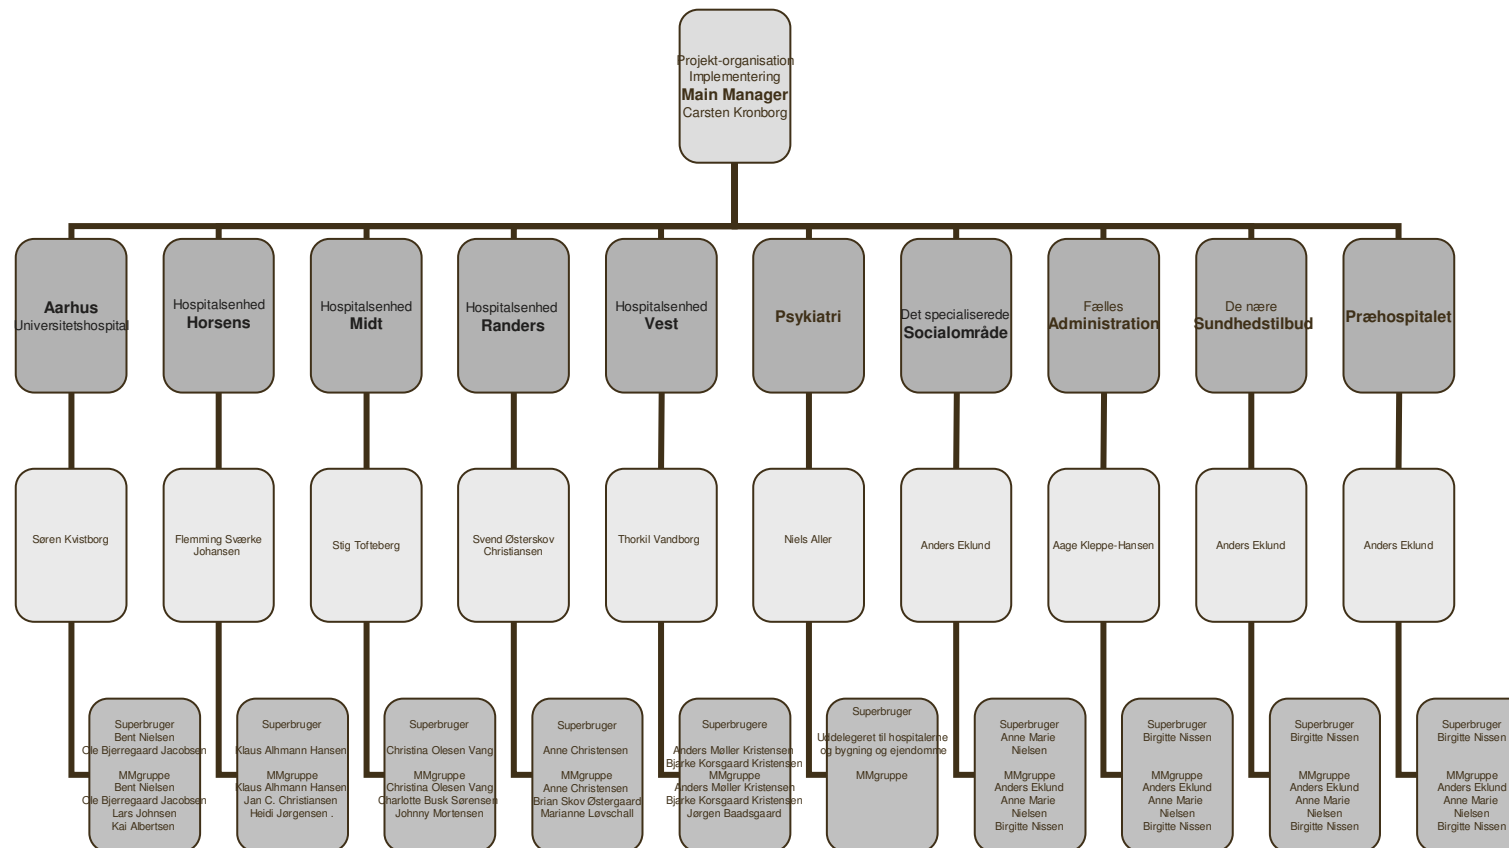 Projekt-organisation
Implementering
Main Manager
Carsten Kronborg
Aarhus
Universitetshospital
Hospitalsenhed
Horsens
Hospitalsenhed
Midt
Hospitalsenhed
Randers
Hospitalsenhed
Vest
Psykiatri
Det specialiserede
Socialområde
Fælles
Administration
De nære
Sundhedstilbud
Præhospitalet
Søren Kvistborg
Flemming Sværke
Johansen
Stig Tofteberg
Svend Østerskov
Christiansen
Thorkil Vandborg
Niels Aller
Anders Eklund
Aage Kleppe-Hansen
Anders Eklund
Anders Eklund
Superbruger
Bent Nielsen
Ole Bjerregaard Jacobsen
MMgruppe
Bent Nielsen
Ole Bjerregaard Jacobsen
Lars Johnsen
Kai Albertsen
Superbruger
Klaus Alhmann Hansen
MMgruppe
Klaus Alhmann Hansen
Jan C. Christiansen
Heidi Jørgensen .
Superbruger
Christina Olesen Vang
MMgruppe
Christina Olesen Vang
Charlotte Busk Sørensen
Johnny Mortensen
Superbruger
Anne Christensen
MMgruppe
Anne Christensen
Brian Skov Østergaard
Marianne Løvschall
Superbrugere
Anders Møller Kristensen
Bjarke Korsgaard Kristensen
MMgruppe
Anders Møller Kristensen
Bjarke Korsgaard Kristensen
Jørgen Baadsgaard
Superbruger
Uddelegeret til hospitalerne
og bygning og ejendomme
MMgruppe
Superbruger
Anne Marie
Nielsen
MMgruppe
Anders Eklund
Anne Marie
Nielsen
Birgitte Nissen
Superbruger
Birgitte Nissen
MMgruppe
Anders Eklund
Anne Marie
Nielsen
Birgitte Nissen
Superbruger
Birgitte Nissen
MMgruppe
Anders Eklund
Anne Marie
Nielsen
Birgitte Nissen
Superbruger
Birgitte Nissen
MMgruppe
Anders Eklund
Anne Marie
Nielsen
Birgitte Nissen